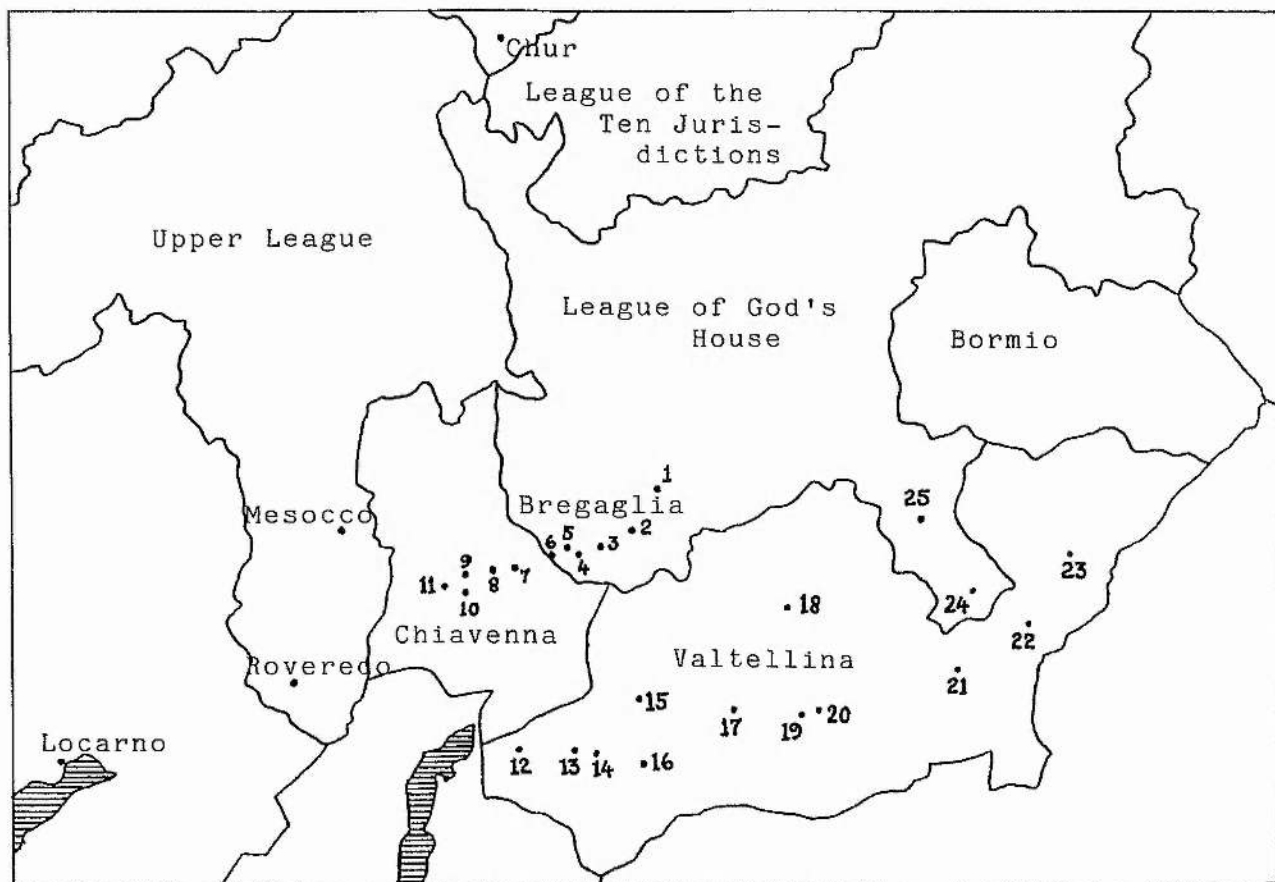 Chur
League of the
Ten Juris-
dictions
Upper League
League of God's
House
Bormio
1
Bregaglia
2
25
Mesocco
5
3
6
4
23
9
11
8
7
10
18
24
Chiavenna
22
Valtellina
Roveredo
21
15
17
19
20
Locarno
12
13
14
16